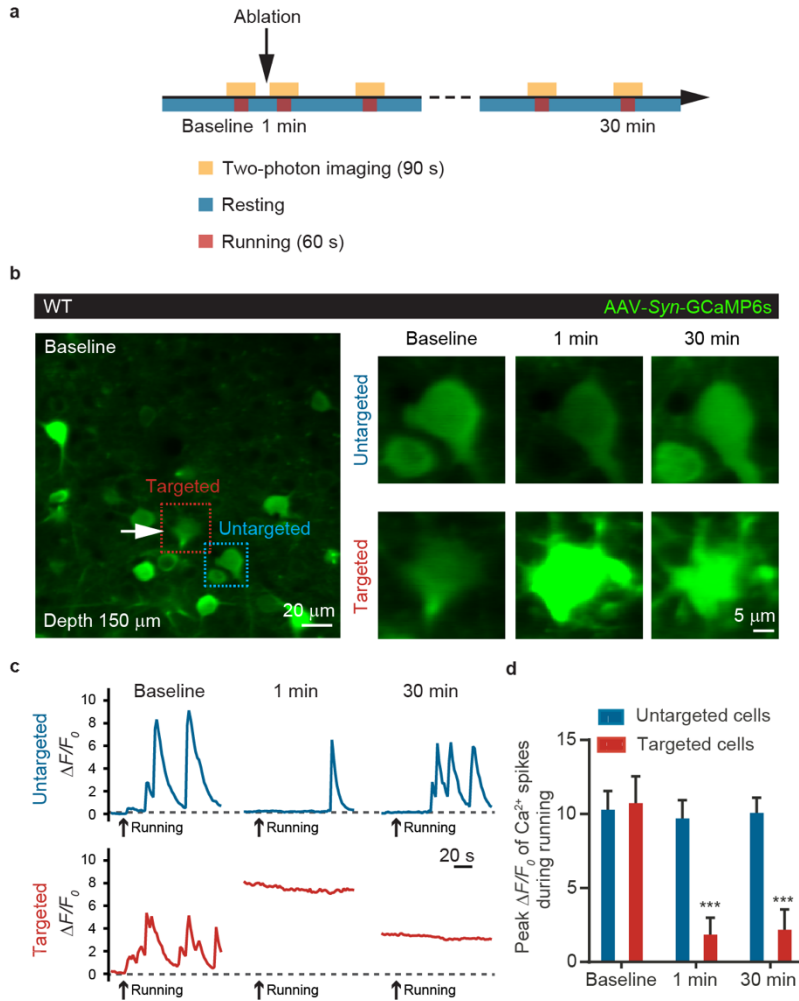 a
Ablation
Baseline 1 min 30 min
Two-photon imaging (90 s)
Resting
Running (60 s)
b
WT AAV-Syn-GCaMP6s
Baseline
Targeted
Untargeted
Depth 150 μm
20 μm
Baseline 1 min 30 min
Untargeted
Targeted
5 μm
c
Baseline 1 min 30 min
Untargeted
ΔF/F0
10
8
6
4
2
0
Running Running Running
20 s
Targeted
ΔF/F0
8
6
4
2
0
Running Running Running
d
Untargeted cells
Targeted cells
Peak ΔF/F0 of Ca2+ spikes
during running
15
10
5
0
*** ***
Baseline 1 min 30 min